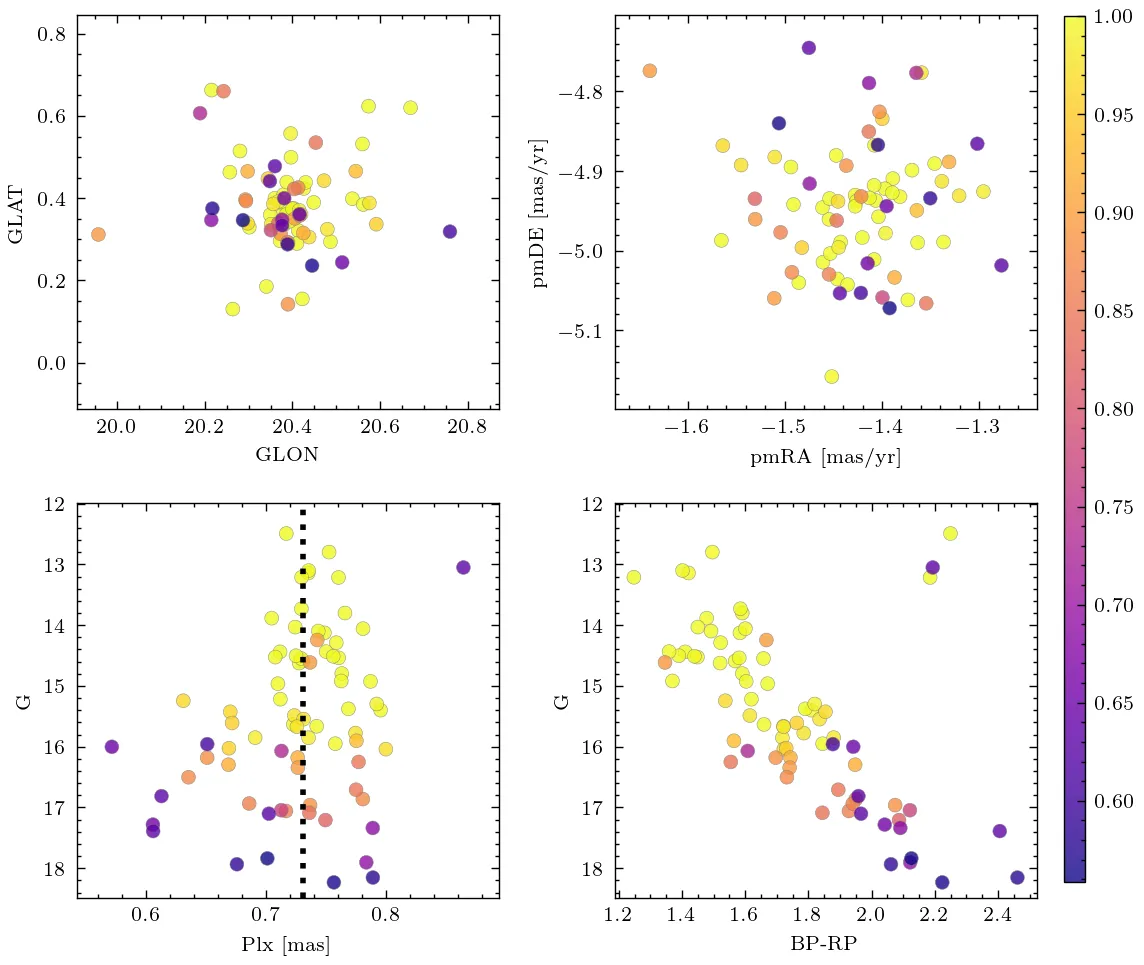 0.8
0.6
0.4
0.2
0.0
GLAT
20.0 20.2 20.4 20.6 20.8
GLON
−4.8
−4.9
−5.0
−5.1
pmDE [mas/yr]
−1.6 −1.5 −1.4 −1.3
pmRA [mas/yr]
12
13
14
15
16
17
18
G
0.6 0.7 0.8
Plx [mas]
12
13
14
15
16
17
18
G
1.2 1.4 1.6 1.8 2.0 2.2 2.4
BP-RP
1.00
0.95
0.90
0.85
0.80
0.75
0.70
0.65
0.60